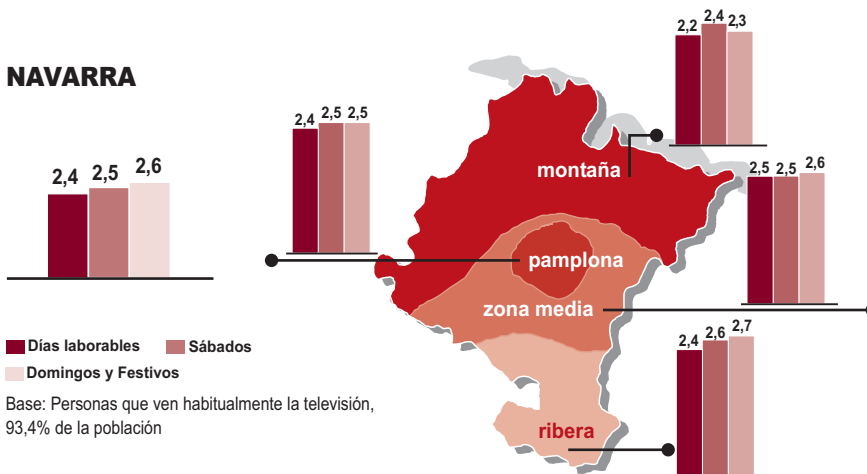 NAVARRA
2,4 2,5 2,6
2,4 2,5 2,5
2,2 2,4 2,3
2,5 2,5 2,6
2,4 2,6 2,7
montaña
pamplona
zona media
ribera
Días laborables Sábados
Domingos y Festivos
Base: Personas que ven habitualmente la televisión,
93,4% de la población